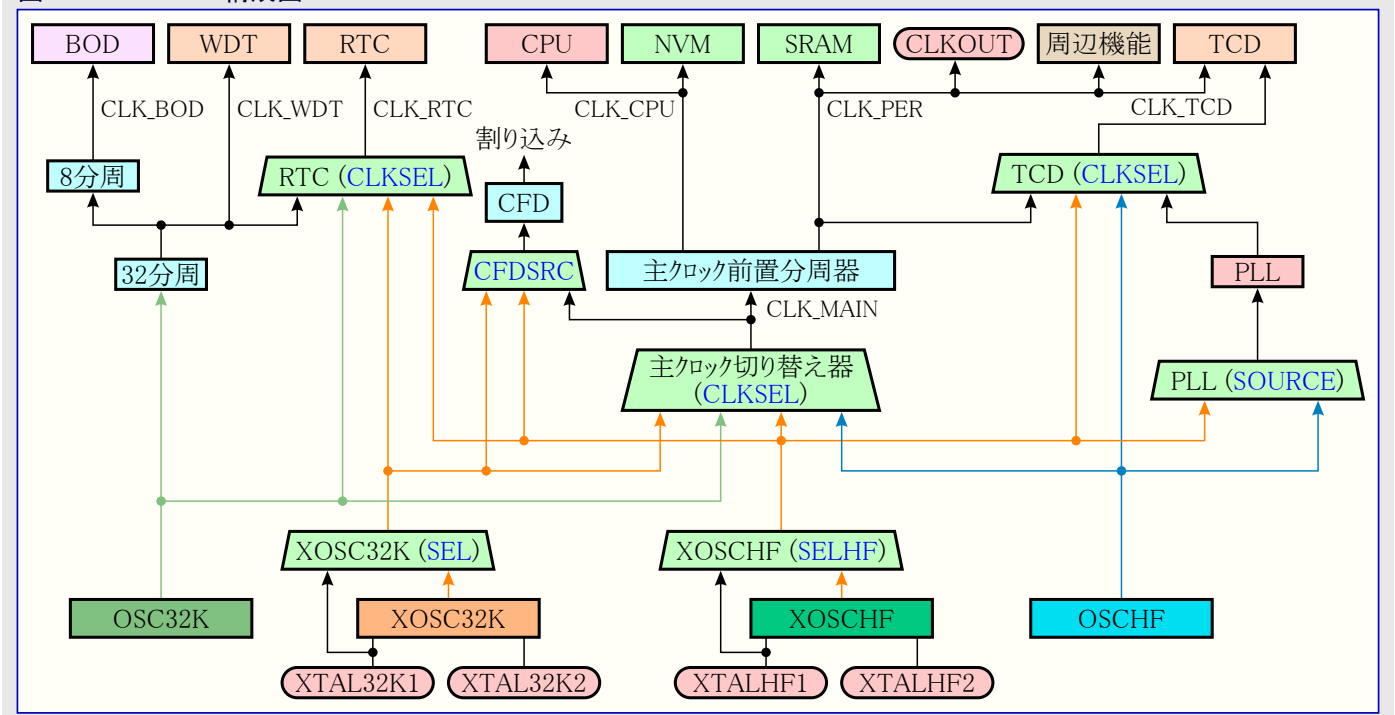 BOD
WDT
RTC
CPU
NVM
SRAM
CLKOUT
周辺機能
TCD
CLK_BOD
CLK_WDT
CLK_RTC
CLK_CPU
CLK_PER
CLK_TCD
割り込み
8分周
RTC (CLKSEL)
CFD
TCD (CLKSEL)
32分周
CFDSRC
主クロック前置分周器
PLL
CLK_MAIN
主クロック切り替え器
(CLKSEL)
PLL (SOURCE)
XOSC32K (SEL)
XOSCHF (SELHF)
OSC32K
XOSC32K
XOSCHF
OSCHF
XTAL32K1
XTAL32K2
XTALHF1
XTALHF2